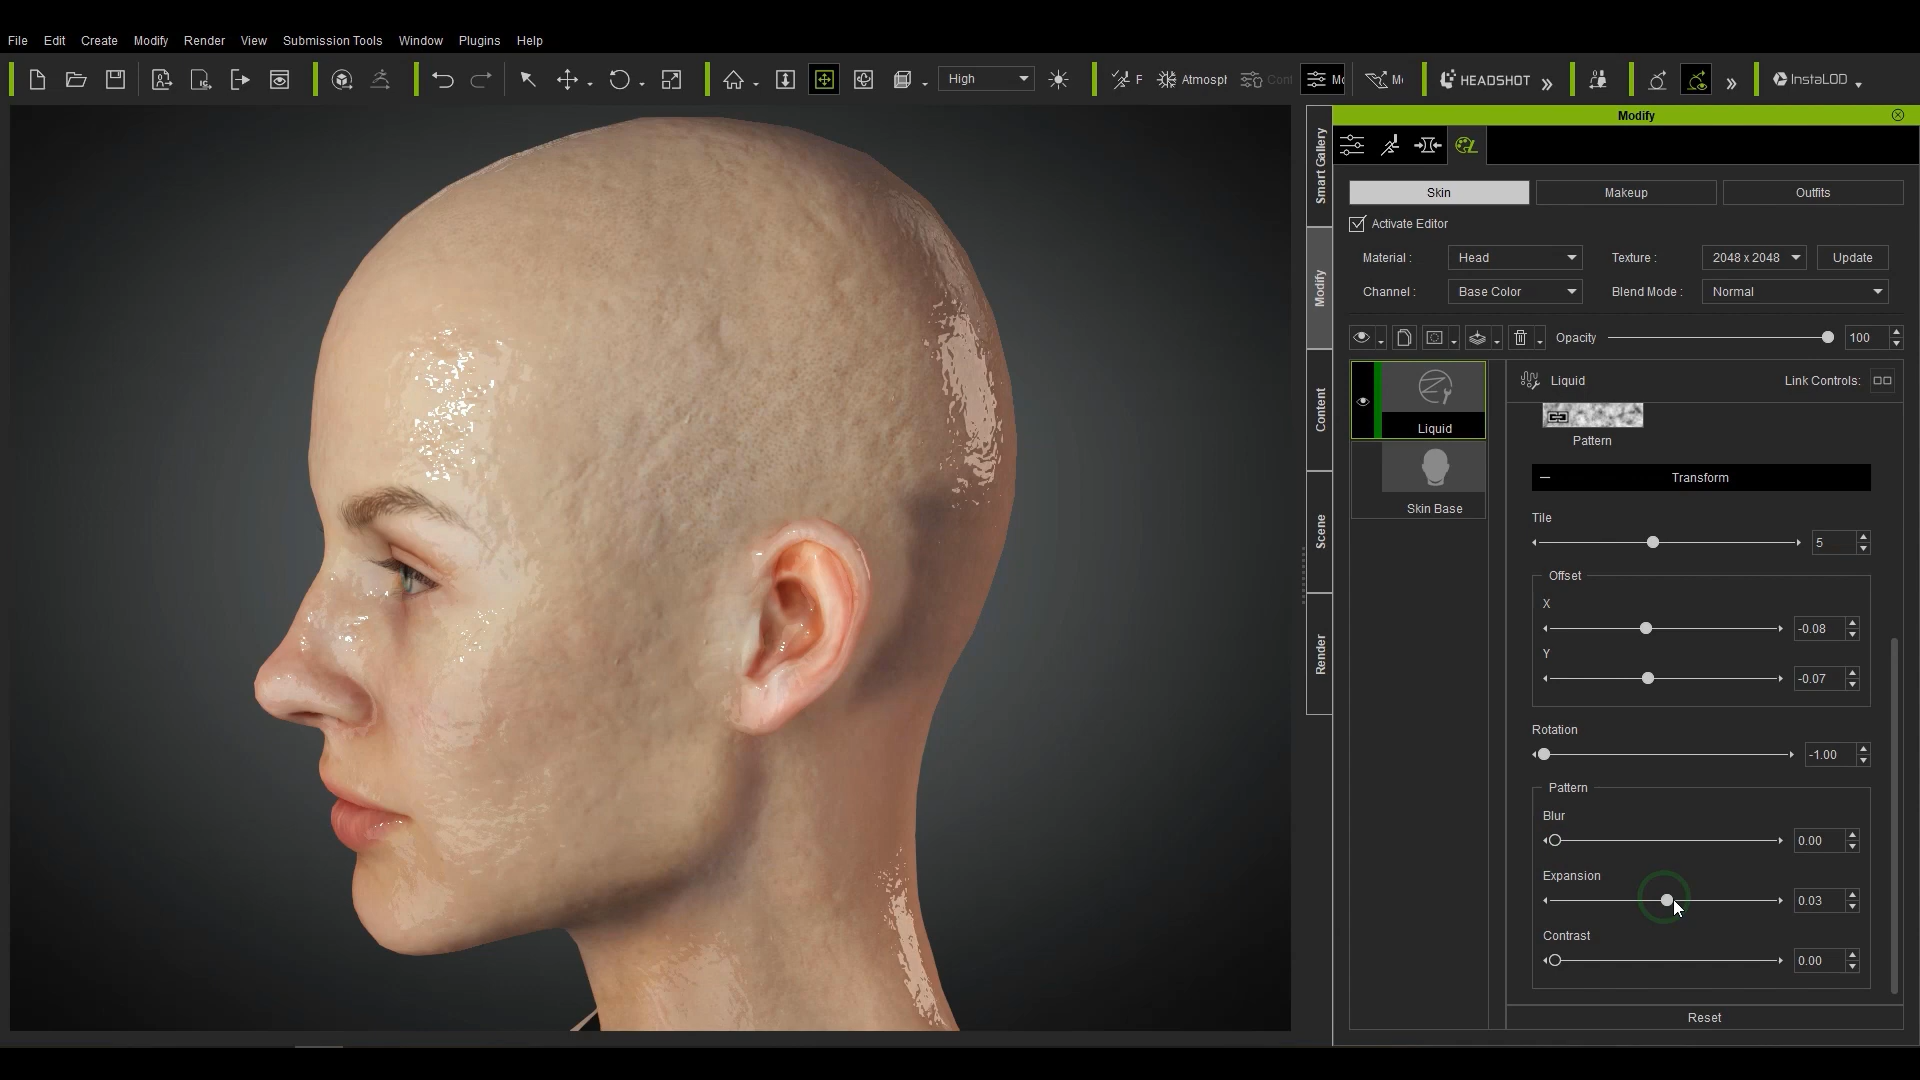 File Edit Create Modify Render View Submission Tools Window Plugins Help
High F Atmospl Cont Mc Mc HEADSHOT InstaLOD
Modify
Smart Gallery
Modify
Content
Scene
Render
Skin Makeup Outfits
Activate Editor
Material : Head Texture : 2048 x 2048 Update
Channel : Base Color Blend Mode : Normal
Opacity 100
Liquid
Skin Base
Liquid Link Controls:
Pattern
Transform
Tile
5
Offset
X
-0.08
Y
-0.07
Rotation
-1.00
Pattern
Blur
0.00
Expansion
0.03
Contrast
0.00
Reset